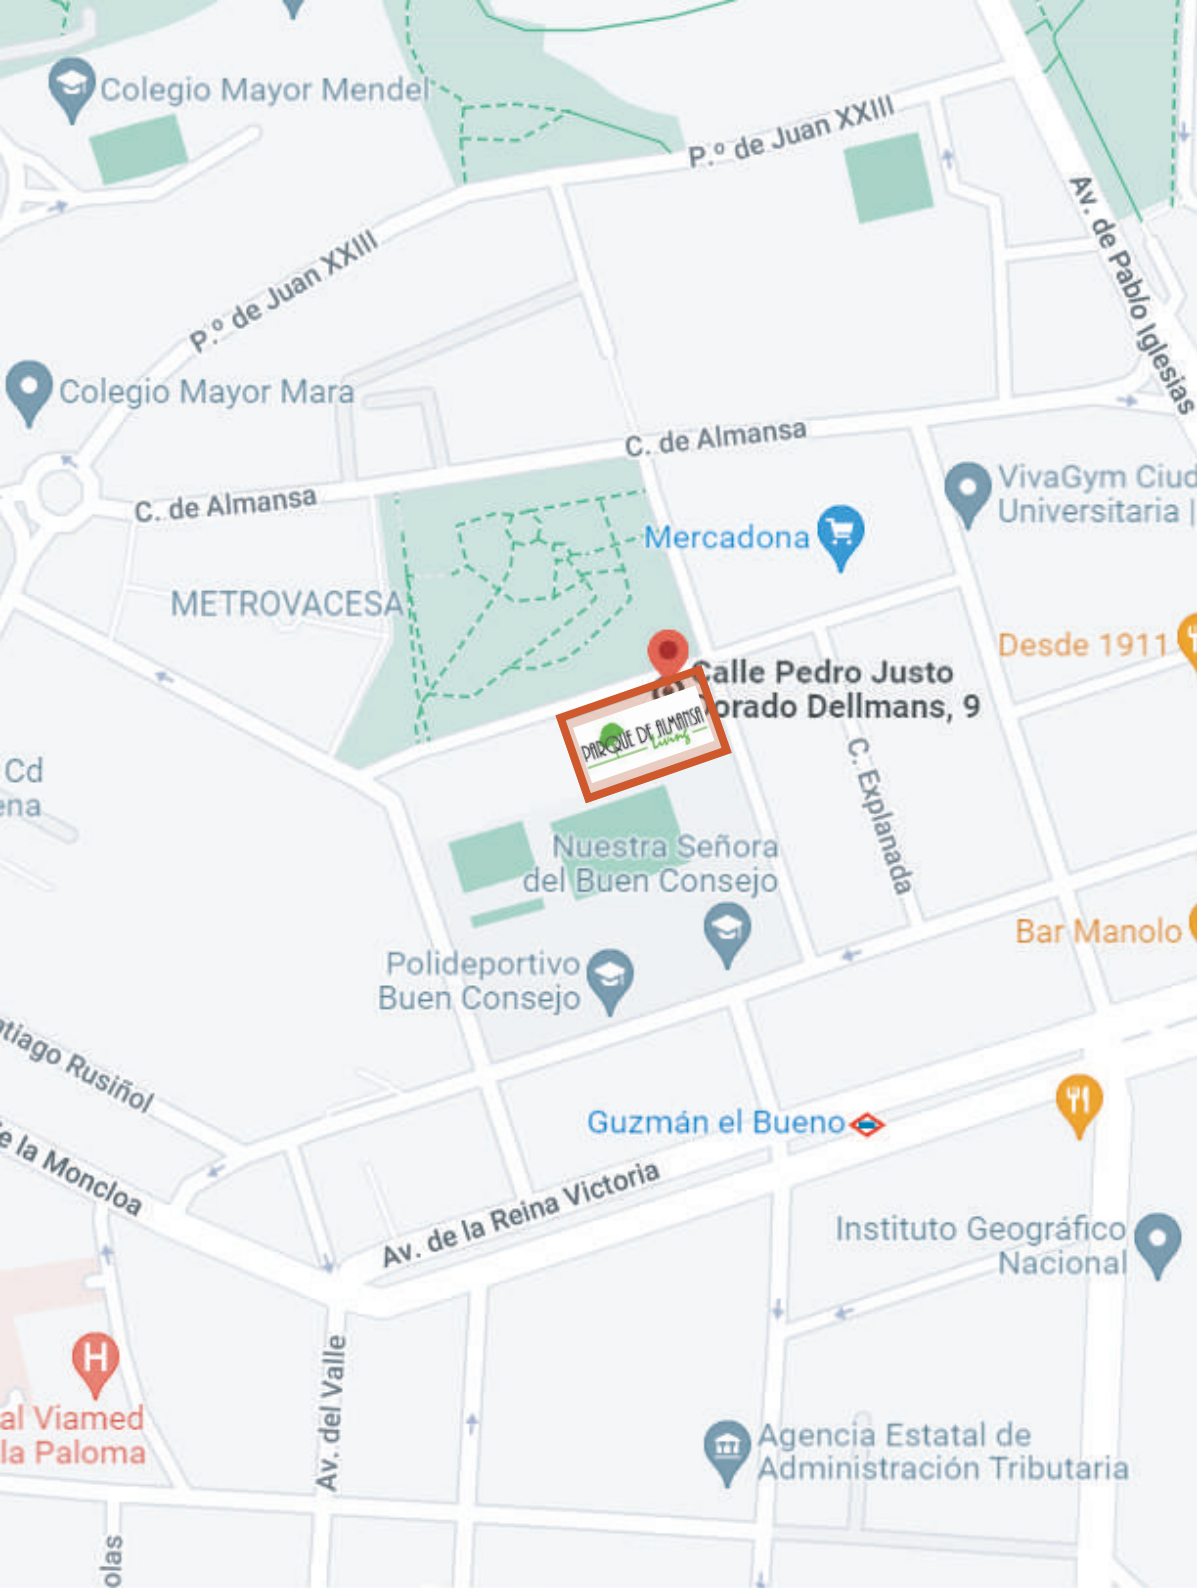 Colegio Mayor Mendel
P.º de Juan XXIII
Av. de Pablo Iglesias
P.º de Juan XXIII
Colegio Mayor Mara
C. de Almansa
C. de Almansa
VivaGym Ciud
Universitaria |
Mercadona
METROVACESA
Desde 1911
Calle Pedro Justo
Dorado Dellmans, 9
PARQUE DE ALMANSA
living
C. Explanada
Cd
ena
Nuestra Señora
del Buen Consejo
Bar Manolo
Polideportivo
Buen Consejo
tiago Rusiñol
Guzmán el Bueno
e la Moncloa
Av. de la Reina Victoria
Instituto Geográfico
Nacional
H
al Viamed
la Paloma
Av. del Valle
Agencia Estatal de
Administración Tributaria
olas